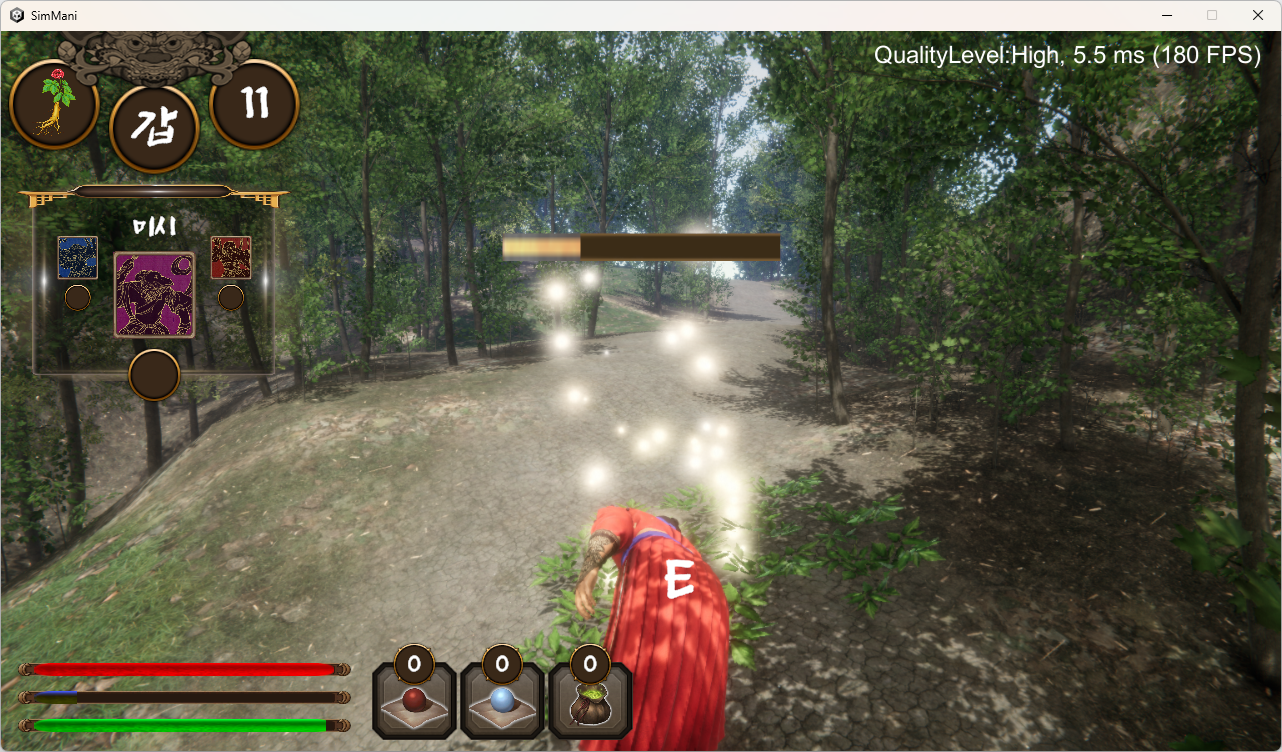 SimMani
QualityLevel:High, 5.5 ms (180 FPS)
갑
11
미시
E
0
0
0